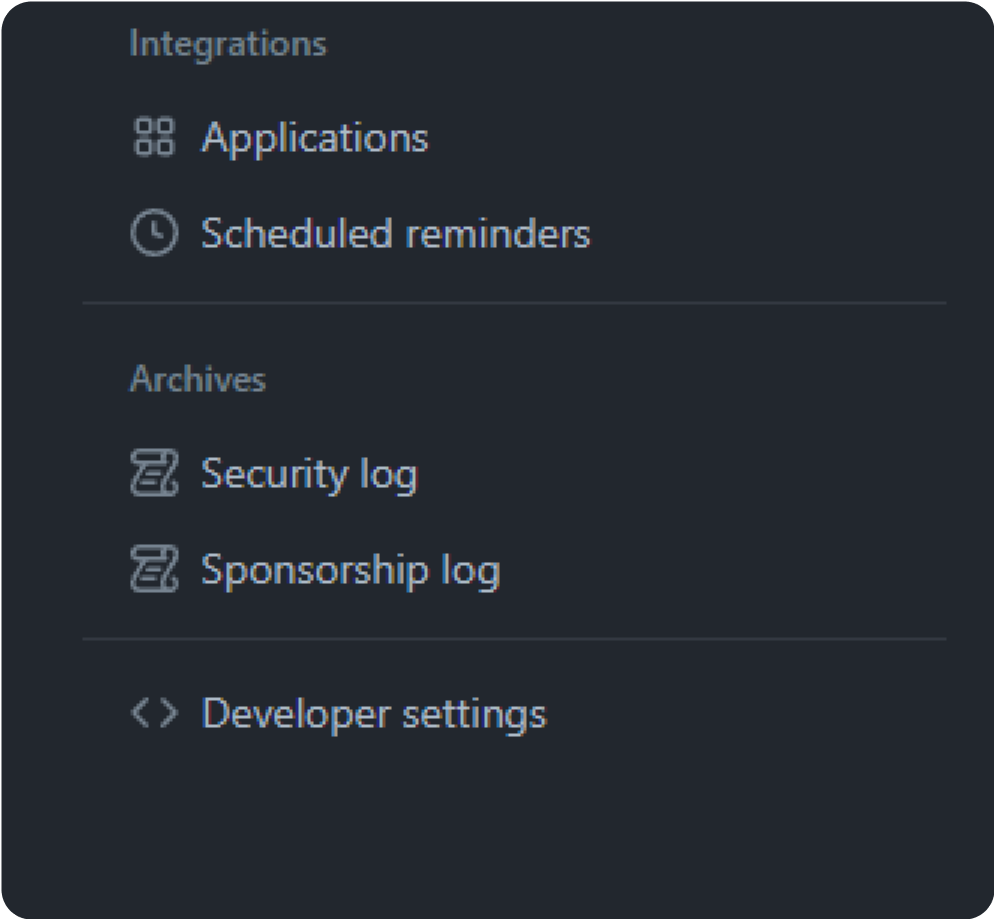 Integrations
Applications
Scheduled reminders
Archives
Security log
Sponsorship log
Developer settings